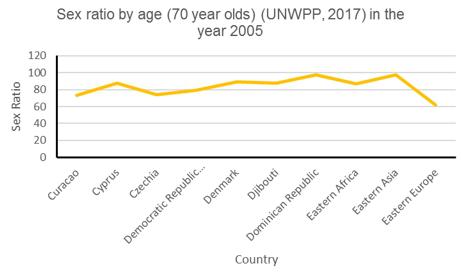 Sex ratio by age (70 year olds) (UNWPP, 2017) in the
year 2005
120
100
80
60
40
20
0
Sex Ratio
Curacao
Cyprus
Czechia
Democratic Republic...
Denmark
Djibouti
Dominican Republic
Eastern Africa
Eastern Asia
Eastern Europe
Country